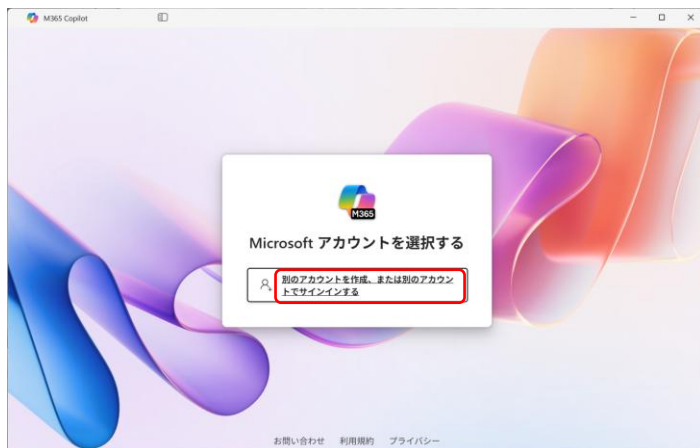 M365 Copilot
M365
Microsoft アカウントを選択する
別のアカウントを作成、または別のアカウン
トでサインインする
お問い合わせ 利用規約 プライバシー